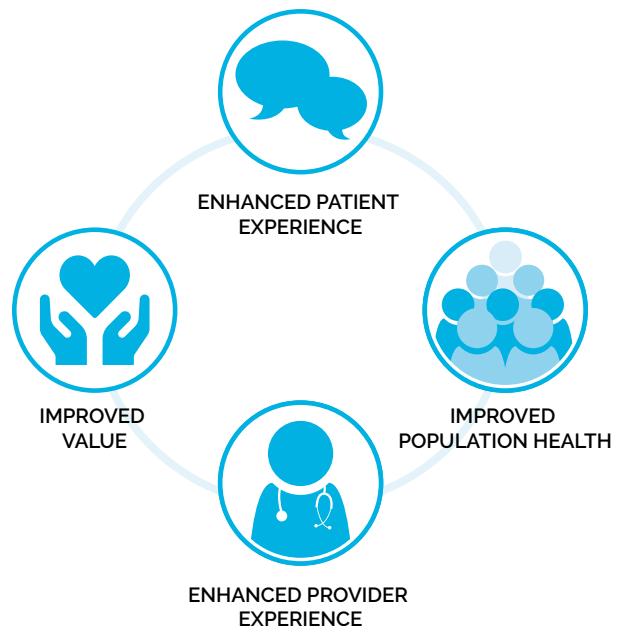 ENHANCED PATIENT
EXPERIENCE
IMPROVED
VALUE
IMPROVED
POPULATION HEALTH
ENHANCED PROVIDER
EXPERIENCE